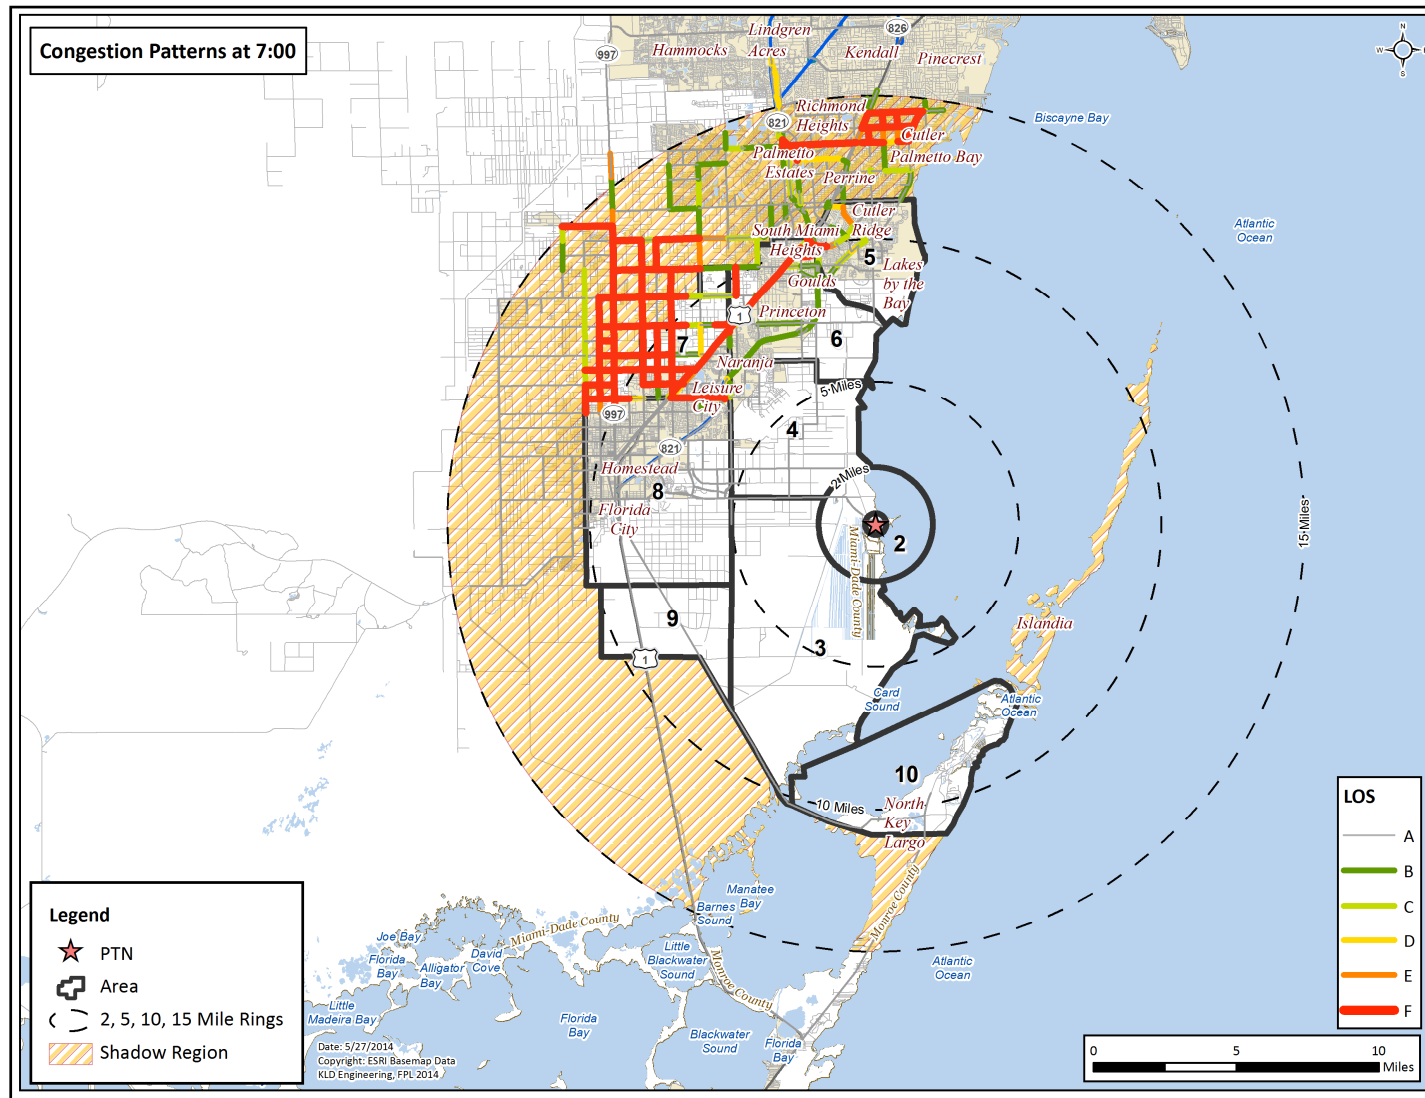 Congestion Patterns at 7:00
997
Hammocks
Lindgren
Acres
826
Kendall
Pinecrest
N
W
S
Biscayne Bay
Richmond
Heights
821
Cutler
Palmetto Bay
Palmetto
Estates
Perrine
Cutler
Ridge
South Miami
Heights
5
Atlantic
Ocean
Lakes
by the
Bay
Goulds
1
Princeton
6
7
Naranja
5 Miles
Leisure
City
997
4
821
2 Miles
Homestead
8
Florida
City
2
15 Miles
Miami-Dade County
9
3
Islandia
1
Card
Sound
Atlantic
Ocean
10
10 Miles
North
Key
Largo
Monroe County
Manatee
Bay
Barnes
Sound
Miami-Dade County
Joe Bay
Florida
Bay
Alligator
Bay
David
Cove
Little
Blackwater
Sound
Monroe County
Atlantic
Ocean
Little
Madeira Bay
Florida
Bay
Blackwater
Sound
Florida
Bay
Legend
PTN
Area
2, 5, 10, 15 Mile Rings
Shadow Region
Date: 5/27/2014
Copyright: ESRI Basemap Data
KLD Engineering, FPL 2014
LOS
A
B
C
D
E
F
0 5 10
Miles